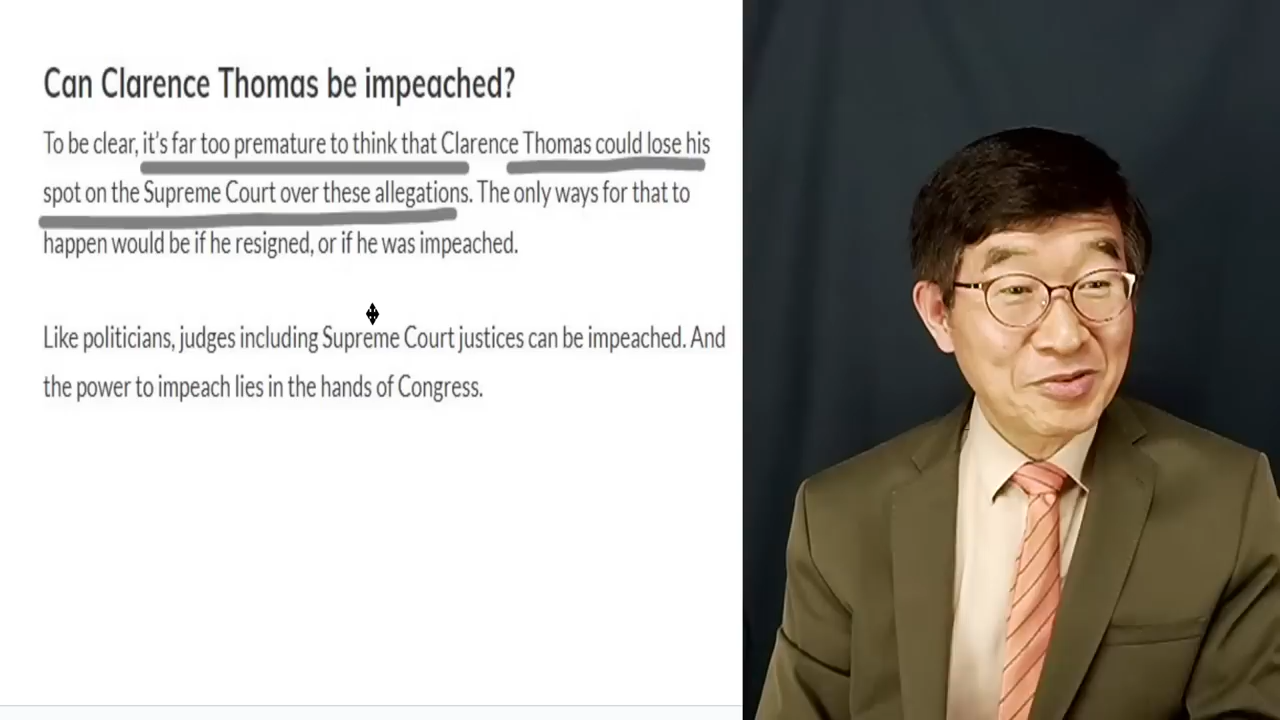 Can Clarence Thomas be impeached?
To be clear, it's far too premature to think that Clarence Thomas could lose his
spot on the Supreme Court over these allegations. The only ways for that to
happen would be if he resigned, or if he was impeached.
Like politicians, judges including Supreme Court justices can be impeached. And
the power to impeach lies in the hands of Congress.